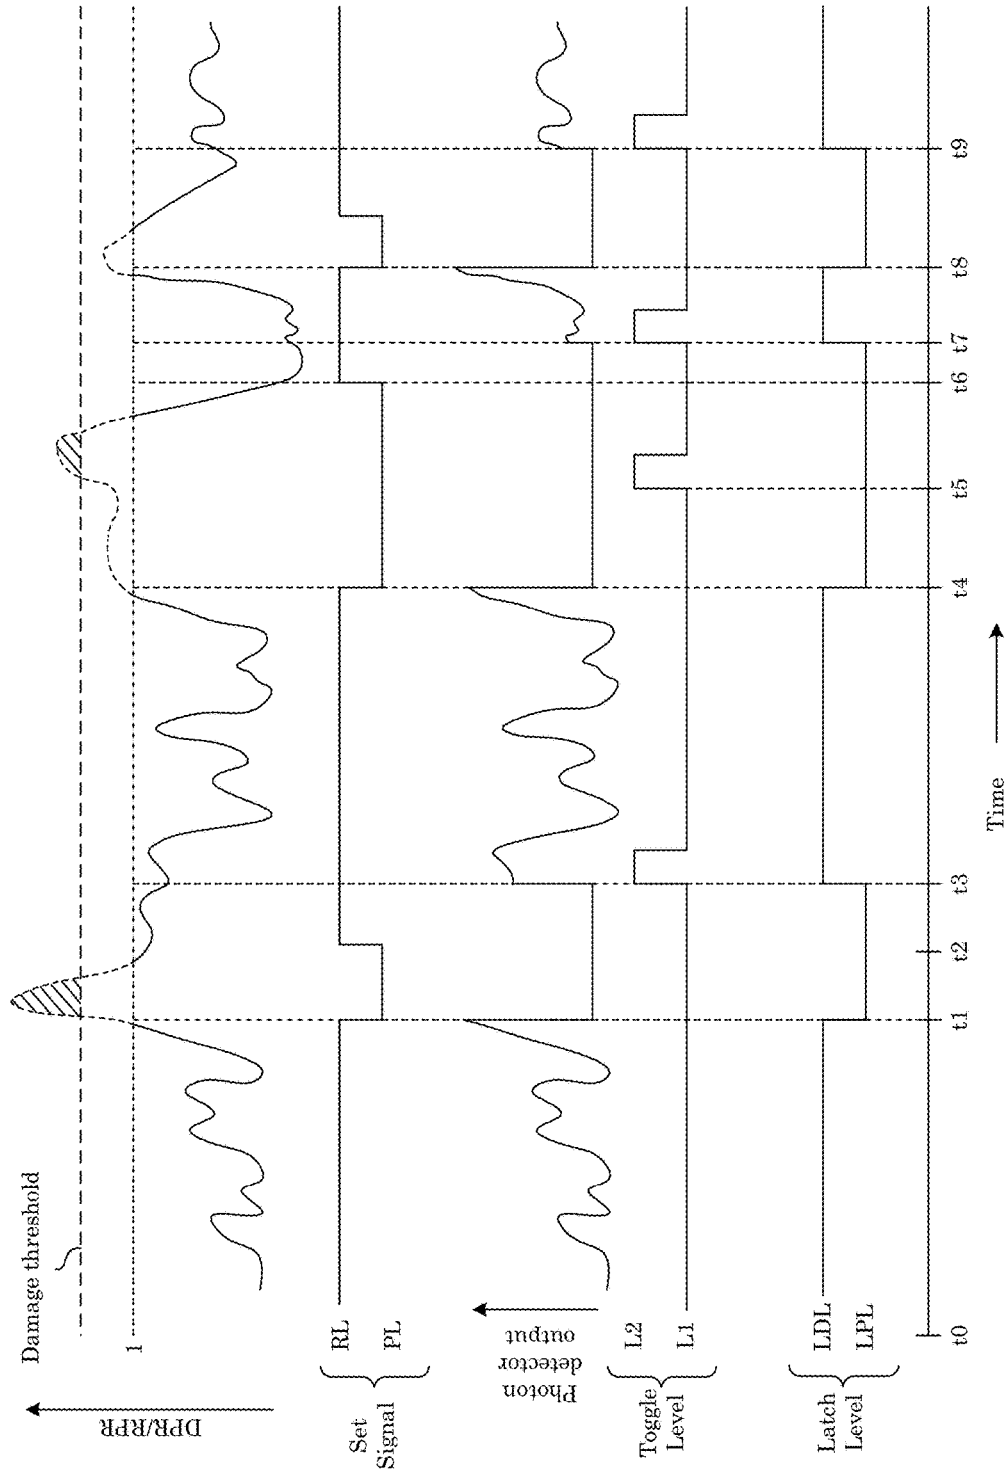 Damage threshold
DPR/RPR
1
Set
Signal
RL
PL
Photon
detector
output
Toggle
Level
L2
L1
Latch
Level
LDL
LPL
t0
t1
t2
t3
t4
t5
t6
t7
t8
t9
Time